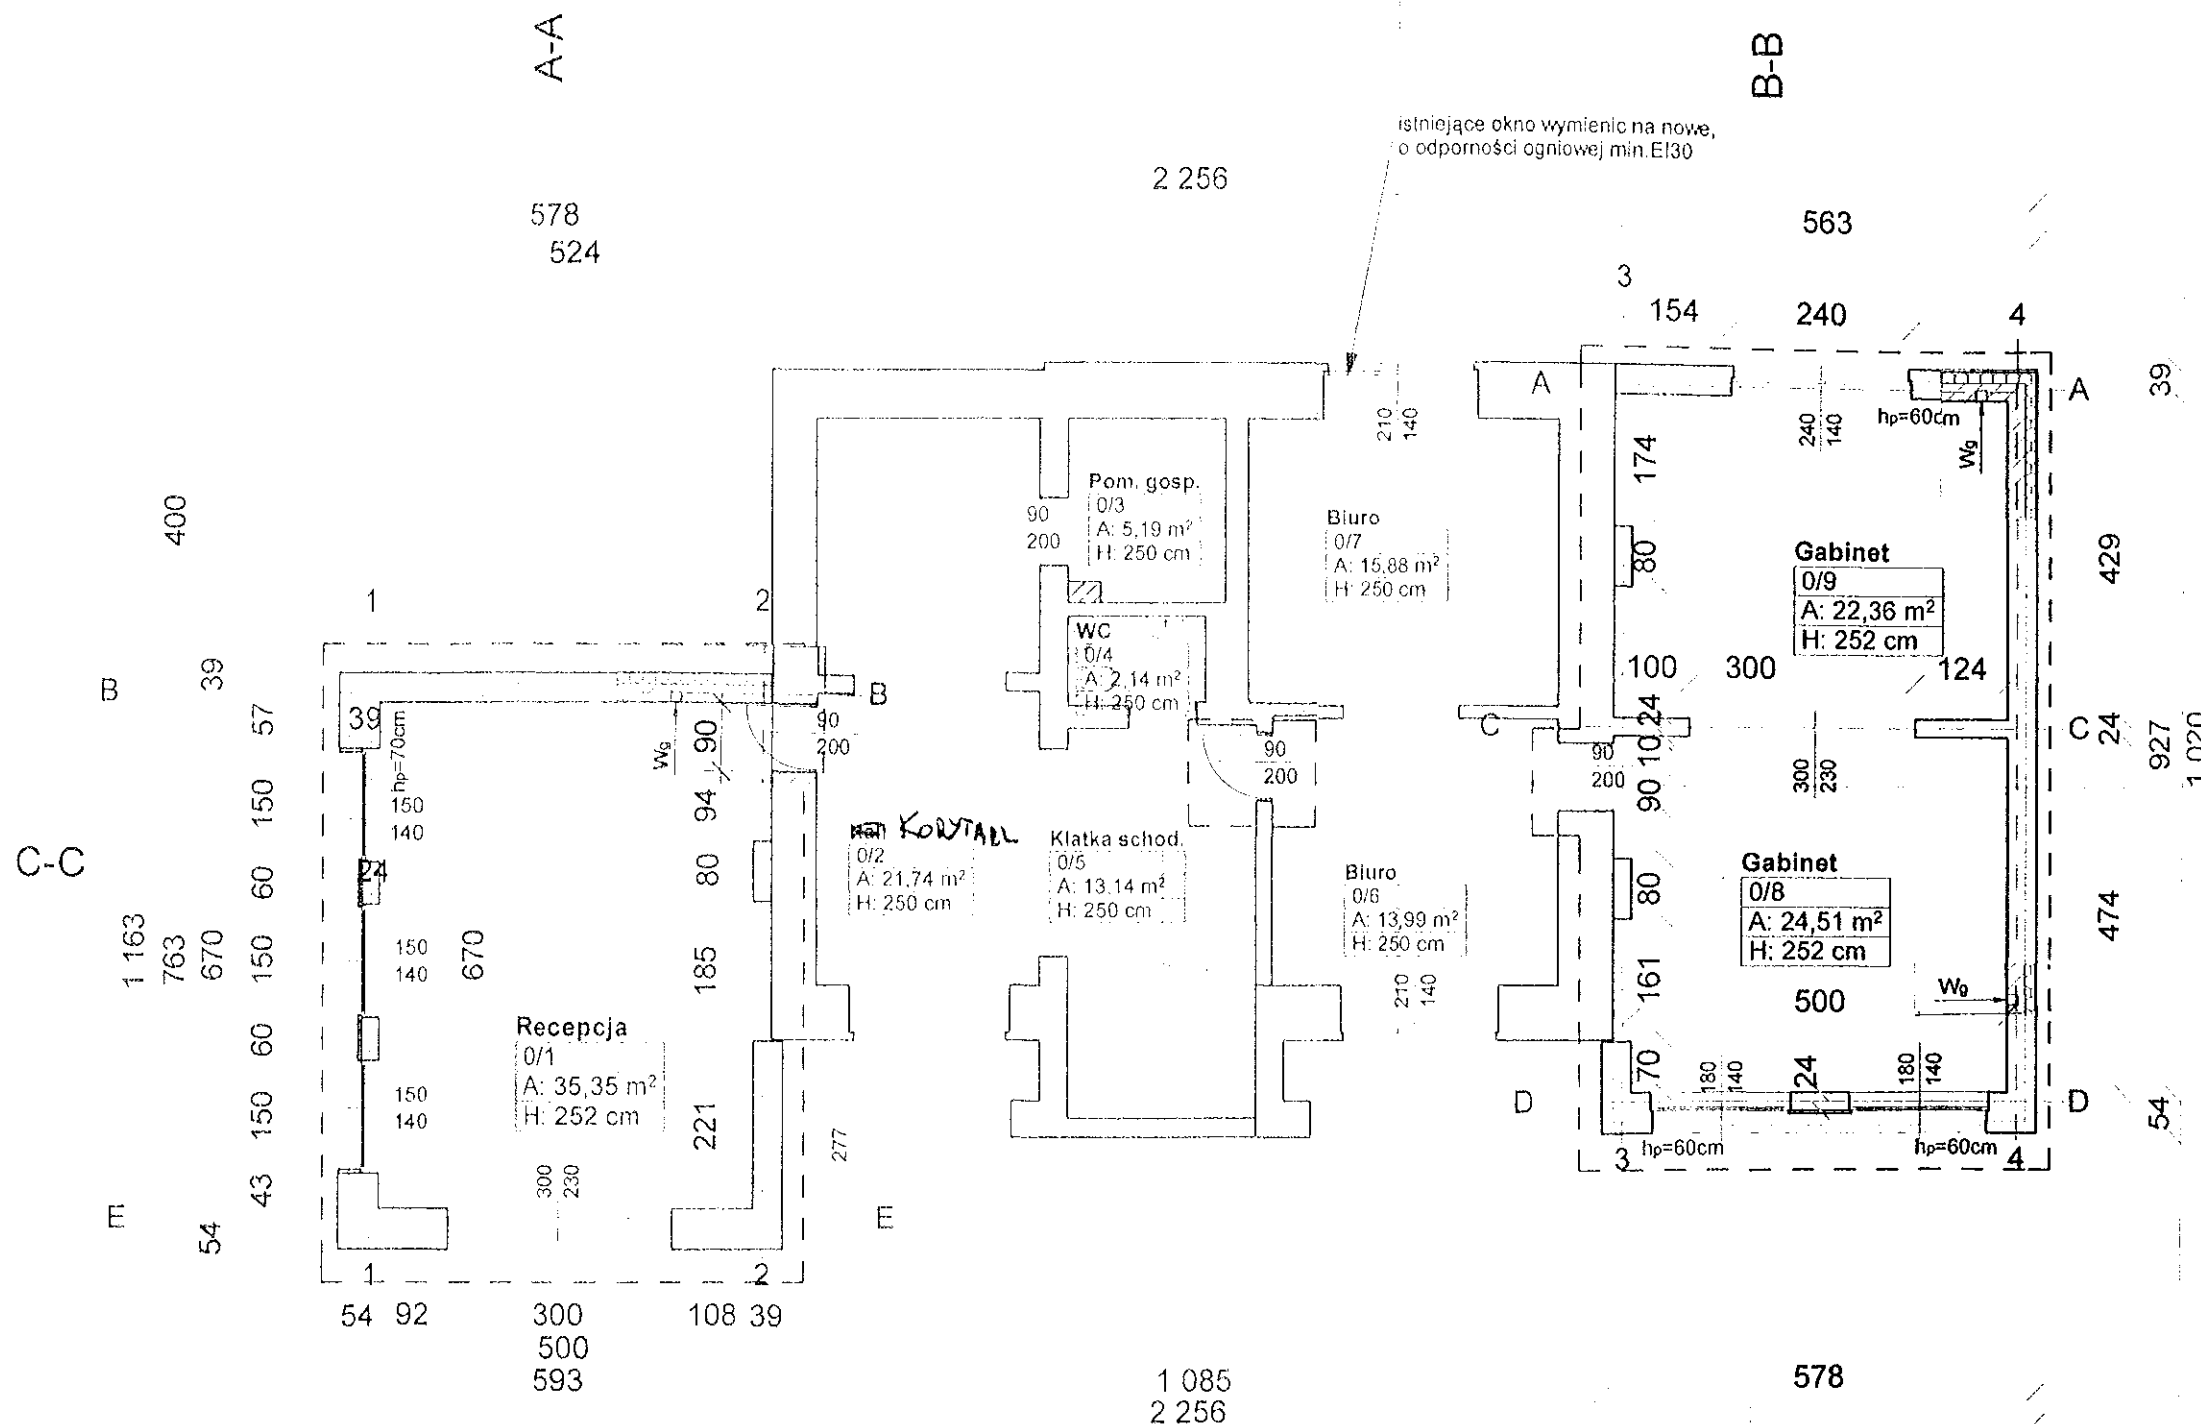 A-A
B-B
istniejące okno wymienic na nowe,
o odporności ogniowej min.EI30
2 256
578
524
563
3
154
240
4
39
A
A
hp=60cm
210
140
240
140
Wg
174
400
Pom. gosp.
0/3
A: 5,19 m²
H: 250 cm
90
200
Biuro
0/7
A: 15,88 m²
H: 250 cm
80
Gabinet
0/9
A: 22,36 m²
H: 252 cm
429
1
2
WC
0/4
A: 2,14 m²
H: 250 cm
100
300
124
B
39
B
57
39
hp=70cm
Wg
90
90
200
90
200
C
24
10
90
90
200
300
230
C
24
927
1 020
150
150
140
94
C-C
24
60
80
KORYTARZ
0/2
A: 21,74 m²
H: 250 cm
Klatka schod.
0/5
A: 13,14 m²
H: 250 cm
Biuro
0/6
A: 13,99 m²
H: 250 cm
80
Gabinet
0/8
A: 24,51 m²
H: 252 cm
474
1 163
763
670
150
150
140
670
185
210
140
161
500
Wg
60
Recepcja
0/1
A: 35,35 m²
H: 252 cm
70
180
140
24
180
140
150
150
140
221
277
D
D
54
hp=60cm
hp=60cm
3
4
43
300
230
E
54
E
1
2
54
92
300
108
39
500
593
1 085
2 256
578